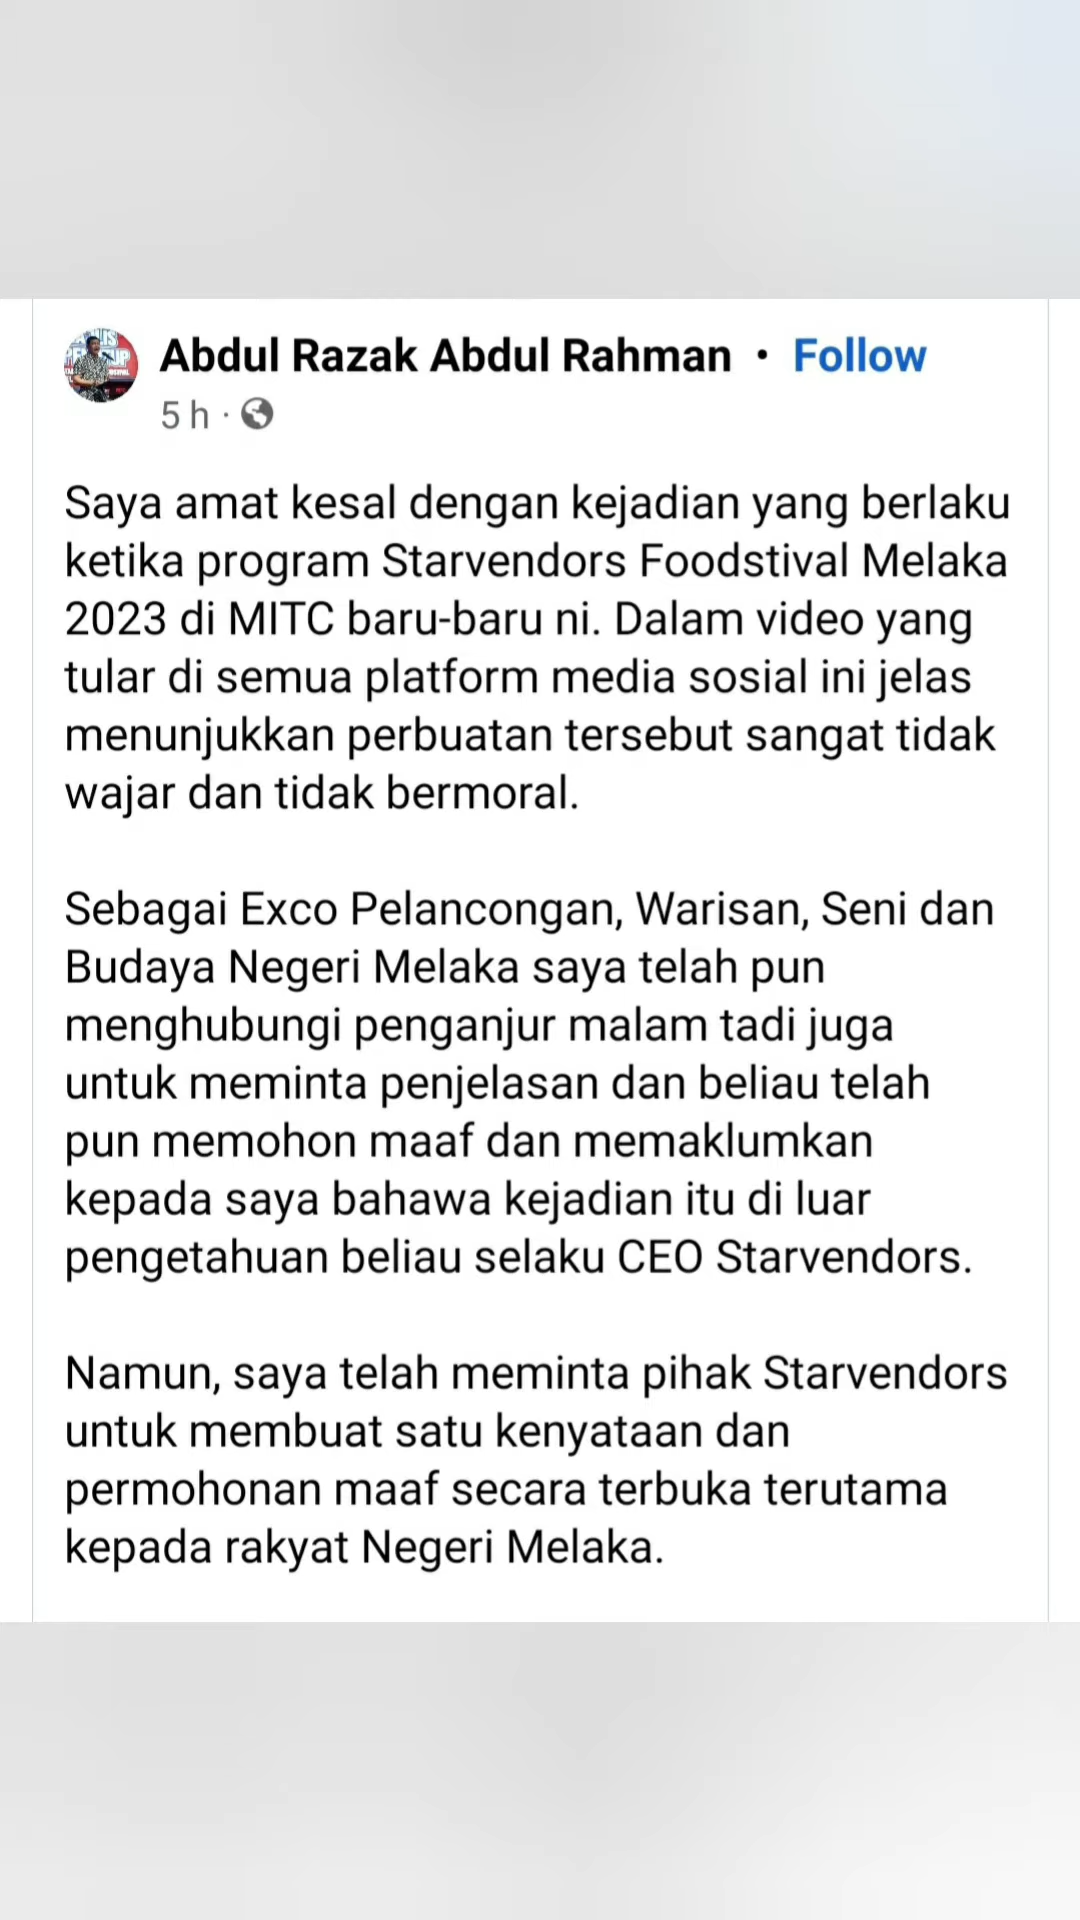 Abdul Razak Abdul Rahman • Follow
5 h ·
Saya amat kesal dengan kejadian yang berlaku
ketika program Starvendors Foodstival Melaka
2023 di MITC baru-baru ni. Dalam video yang
tular di semua platform media sosial ini jelas
menunjukkan perbuatan tersebut sangat tidak
wajar dan tidak bermoral.
Sebagai Exco Pelancongan, Warisan, Seni dan
Budaya Negeri Melaka saya telah pun
menghubungi penganjur malam tadi juga
untuk meminta penjelasan dan beliau telah
pun memohon maaf dan memaklumkan
kepada saya bahawa kejadian itu di luar
pengetahuan beliau selaku CEO Starvendors.
Namun, saya telah meminta pihak Starvendors
untuk membuat satu kenyataan dan
permohonan maaf secara terbuka terutama
kepada rakyat Negeri Melaka.